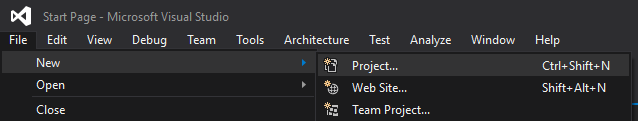 Start Page - Microsoft Visual Studio
File Edit View Debug Team Tools Architecture Test Analyze Window Help
New Project... Ctrl+Shift+N
Open Web Site... Shift+Alt+N
Close Team Project...